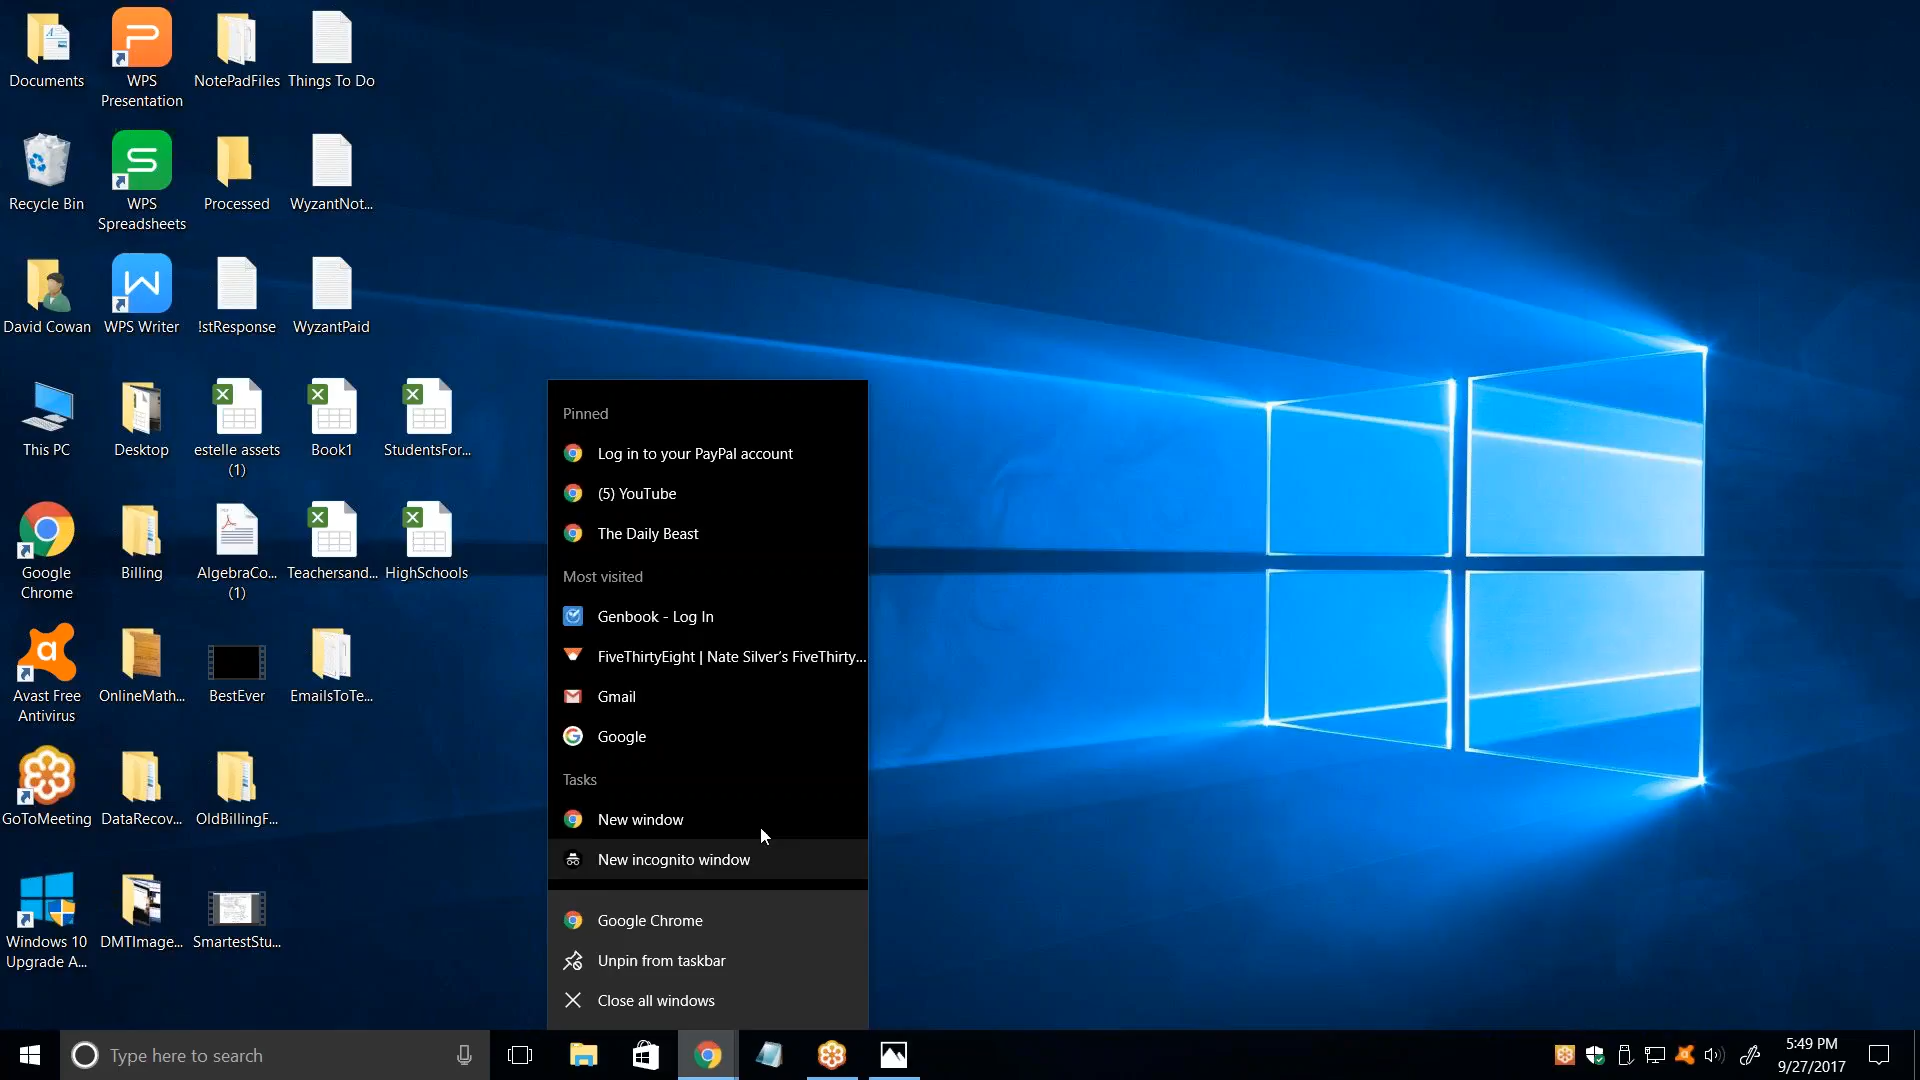 Documents
WPS
Presentation
NotePadFiles
Things To Do
Recycle Bin
WPS
Spreadsheets
Processed
WyzantNot...
David Cowan
WPS Writer
!stResponse
WyzantPaid
This PC
Desktop
estelle assets
(1)
Book1
StudentsFor...
Google
Chrome
Billing
AlgebraCo...
(1)
Teachersand...
HighSchools
Avast Free
Antivirus
OnlineMath...
BestEver
EmailsToTe...
GoToMeeting
DataRecov...
OldBillingF...
Windows 10
Upgrade A...
DMTImage...
SmartestStu...
Pinned
Log in to your PayPal account
(5) YouTube
The Daily Beast
Most visited
Genbook - Log In
FiveThirtyEight | Nate Silver's FiveThirty...
Gmail
Google
Tasks
New window
New incognito window
Google Chrome
Unpin from taskbar
Close all windows
Type here to search
5:49 PM
9/27/2017